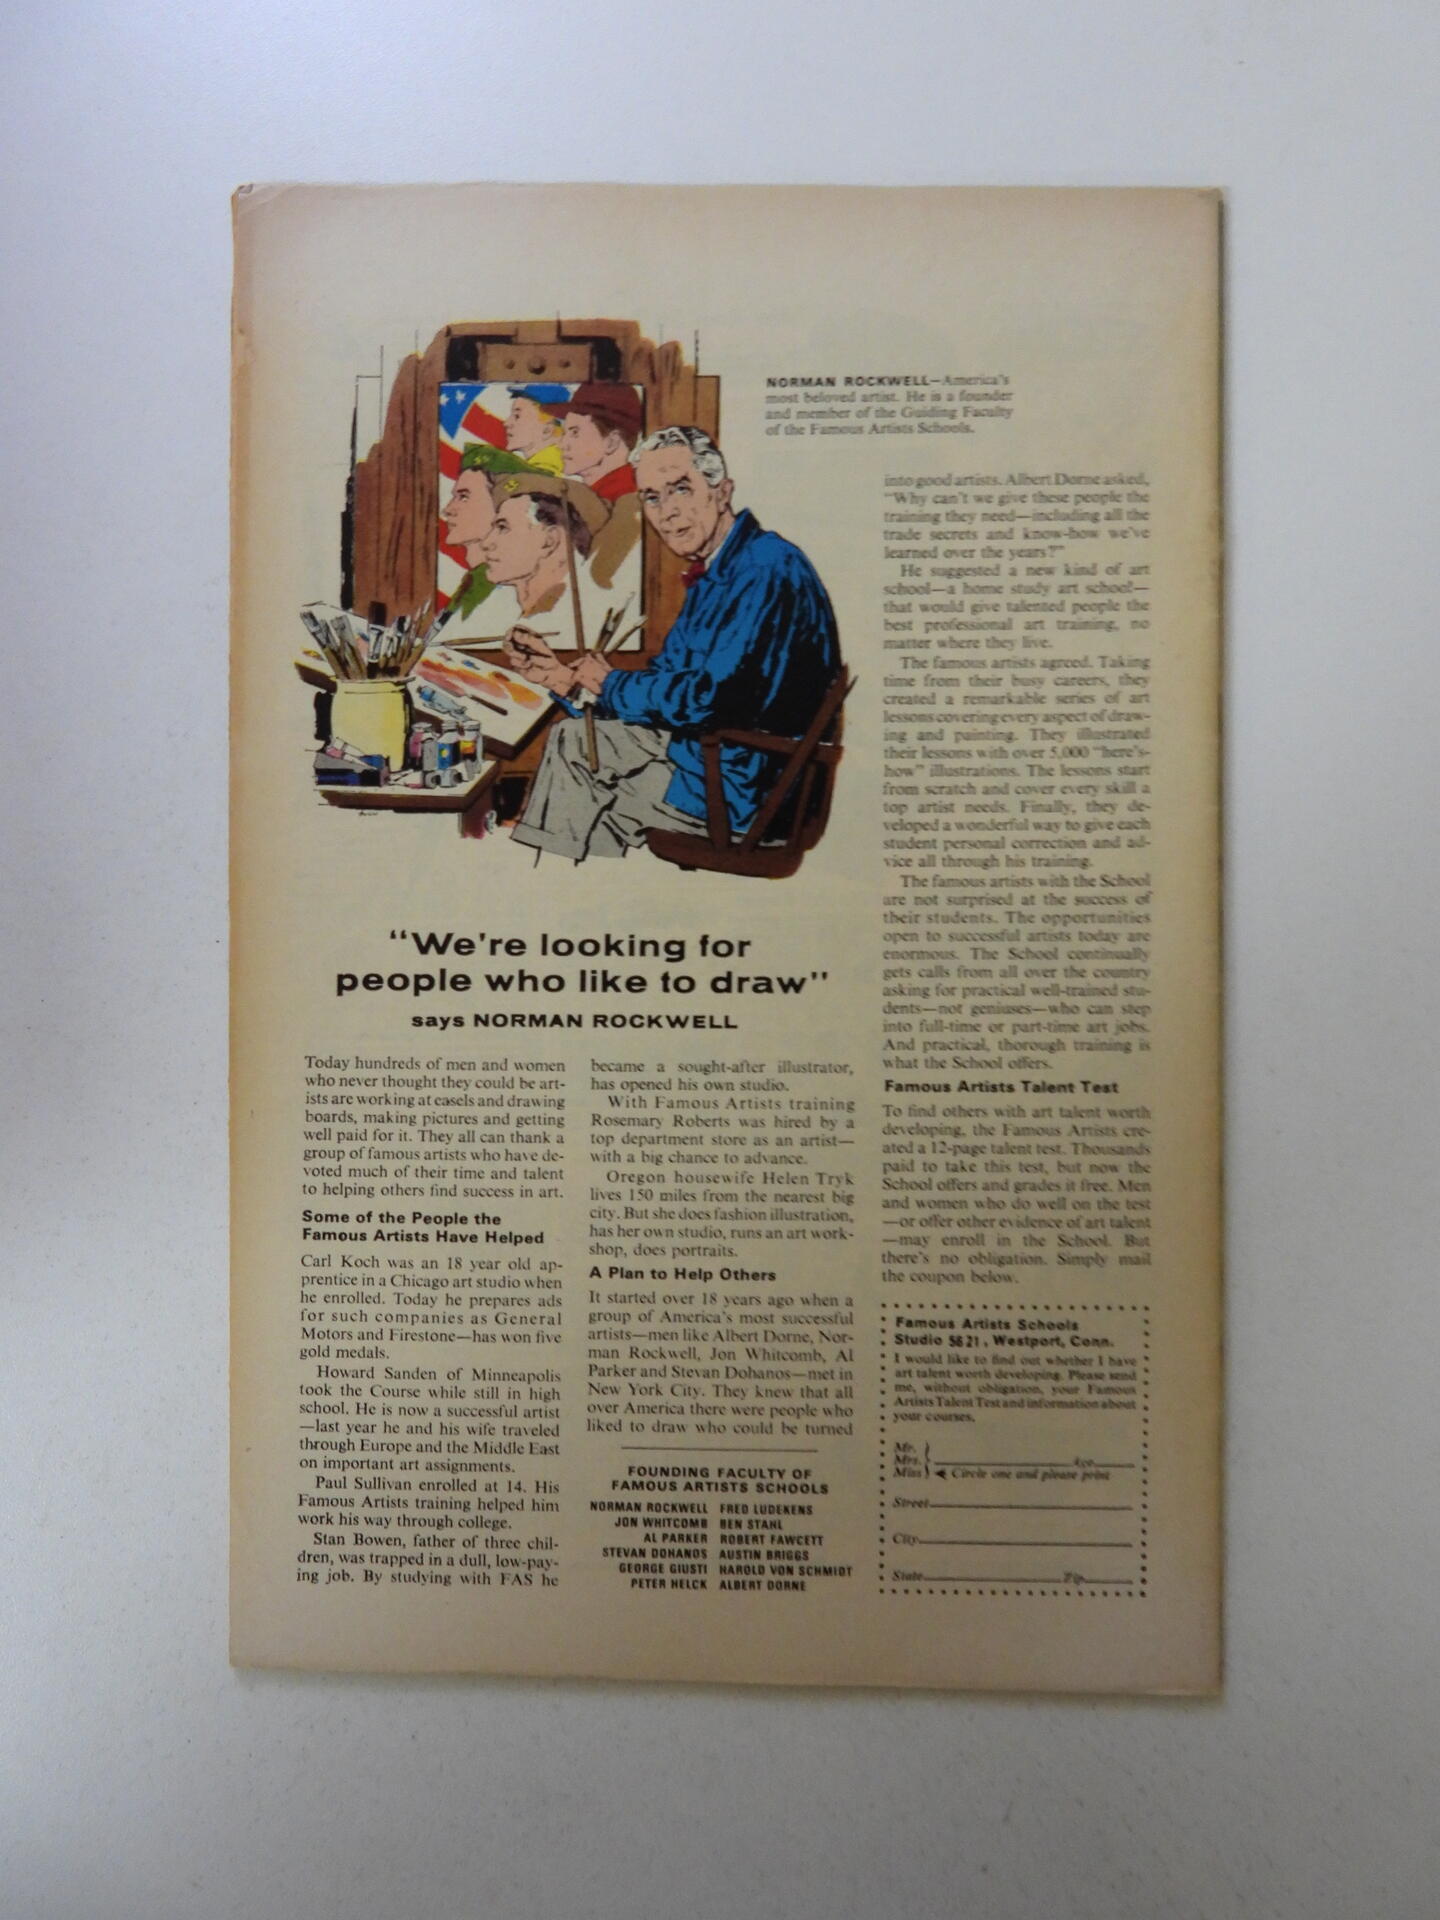 NORMAN ROCKWELL—America's
most beloved artist. He is a founder
and member of the Guiding Faculty
of the Famous Artists Schools.
"We're looking for
people who like to draw"
says NORMAN ROCKWELL
Today hundreds of men and women
who never thought they could be art-
ists are working at easels and drawing
boards, making pictures and getting
well paid for it. They all can thank a
group of famous artists who have de-
voted much of their time and talent
to helping others find success in art.
Some of the People the
Famous Artists Have Helped
Carl Koch was an 18 year old ap-
prentice in a Chicago art studio when
he enrolled. Today he prepares ads
for such companies as General
Motors and Firestone—has won five
gold medals.
Howard Sanden of Minneapolis
took the Course while still in high
school. He is now a successful artist
—last year he and his wife traveled
through Europe and the Middle East
on important art assignments.
Paul Sullivan enrolled at 14. His
Famous Artists training helped him
work his way through college.
Stan Bowen, father of three chil-
dren, was trapped in a dull, low-pay-
ing job. By studying with FAS he
became a sought-after illustrator,
has opened his own studio.
With Famous Artists training
Rosemary Roberts was hired by a
top department store as an artist—
with a big chance to advance.
Oregon housewife Helen Tryk
lives 150 miles from the nearest big
city. But she does fashion illustration,
has her own studio, runs an art work-
shop, does portraits.
A Plan to Help Others
It started over 18 years ago when a
group of America's most successful
artists—men like Albert Dorne, Nor-
man Rockwell, Jon Whitcomb, Al
Parker and Stevan Dohanos—met in
New York City. They knew that all
over America there were people who
liked to draw who could be turned
FOUNDING FACULTY OF
FAMOUS ARTISTS SCHOOLS
NORMAN ROCKWELL FRED LUDEKENS
JON WHITCOMB BEN STAHL
AL PARKER ROBERT FAWCETT
STEVAN DOHANOS AUSTIN BRIGGS
GEORGE GIUSTI HAROLD VON SCHMIDT
PETER HELCK ALBERT DORNE
into good artists. Albert Dorne asked,
"Why can't we give these people the
training they need—including all the
trade secrets and know-how we've
learned over the years?"
He suggested a new kind of art
school—a home study art school—
that would give talented people the
best professional art training, no
matter where they live.
The famous artists agreed. Taking
time from their busy careers, they
created a remarkable series of art
lessons covering every aspect of draw-
ing and painting. They illustrated
their lessons with over 5,000 "here's-
how" illustrations. The lessons start
from scratch and cover every skill a
top artist needs. Finally, they de-
veloped a wonderful way to give each
student personal correction and ad-
vice all through his training.
The famous artists with the School
are not surprised at the success of
their students. The opportunities
open to successful artists today are
enormous. The School continually
gets calls from all over the country
asking for practical well-trained stu-
dents—not geniuses—who can step
into full-time or part-time art jobs.
And practical, thorough training is
what the School offers.
Famous Artists Talent Test
To find others with art talent worth
developing, the Famous Artists cre-
ated a 12-page talent test. Thousands
paid to take this test, but now the
School offers and grades it free. Men
and women who do well on the test
—or offer other evidence of art talent
—may enroll in the School. But
there's no obligation. Simply mail
the coupon below.
Famous Artists Schools
Studio 5621, Westport, Conn.
I would like to find out whether I have
art talent worth developing. Please send
me, without obligation, your Famous
Artists Talent Test and information about
your courses.
Mr.
Mrs. Age
Miss Circle one and please print
Street
City
State Zip